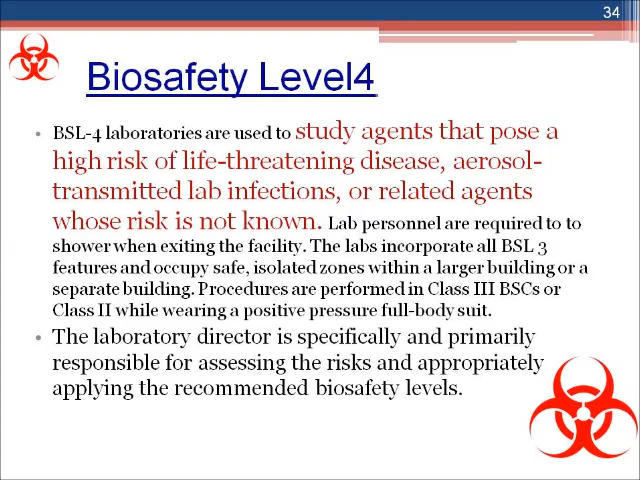 34
Biosafety Level4
• BSL-4 laboratories are used to study agents that pose a
high risk of life-threatening disease, aerosol-
transmitted lab infections, or related agents
whose risk is not known. Lab personnel are required to to
shower when exiting the facility. The labs incorporate all BSL 3
features and occupy safe, isolated zones within a larger building or a
separate building. Procedures are performed in Class III BSCs or
Class II while wearing a positive pressure full-body suit.
• The laboratory director is specifically and primarily
responsible for assessing the risks and appropriately
applying the recommended biosafety levels.